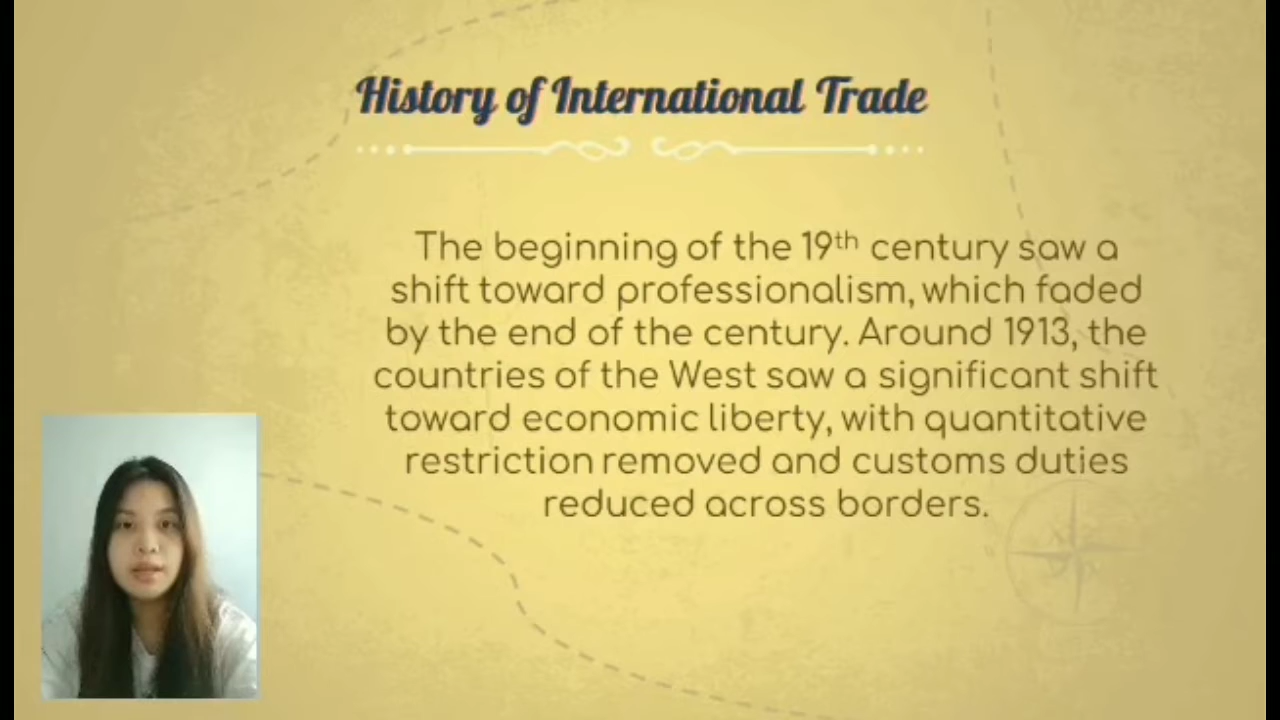 History of International Trade
The beginning of the 19th century saw a
shift toward professionalism, which faded
by the end of the century. Around 1913, the
countries of the West saw a significant shift
toward economic liberty, with quantitative
restriction removed and customs duties
reduced across borders.